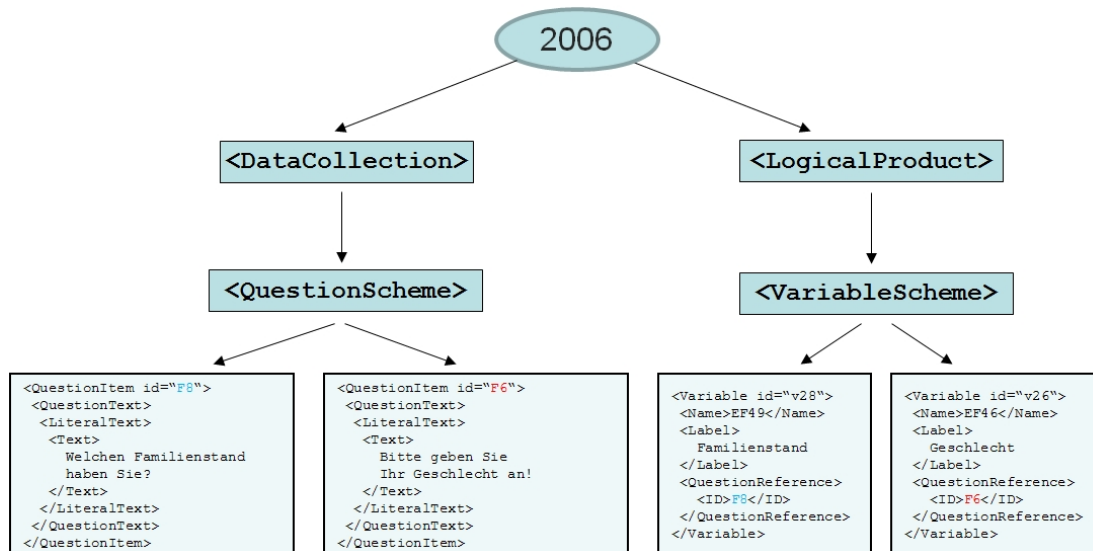 2006
<DataCollection>
<LogicalProduct>
<QuestionScheme>
<VariableScheme>
<QuestionItem id=“F8“>
<QuestionText>
<LiteralText>
<Text>
Welchen Familienstand
haben Sie?
</Text>
</LiteralText>
</QuestionText>
</QuestionItem>
<QuestionItem id=“F6“>
<QuestionText>
<LiteralText>
<Text>
Bitte geben Sie
Ihr Geschlecht an!
</Text>
</LiteralText>
</QuestionText>
</QuestionItem>
<Variable id=“v28“>
<Name>EF49</Name>
<Label>
Familienstand
</Label>
<QuestionReference>
<ID>F8</ID>
</QuestionReference>
</Variable>
<Variable id=“v26“>
<Name>EF46</Name>
<Label>
Geschlecht
</Label>
<QuestionReference>
<ID>F6</ID>
</QuestionReference>
</Variable>